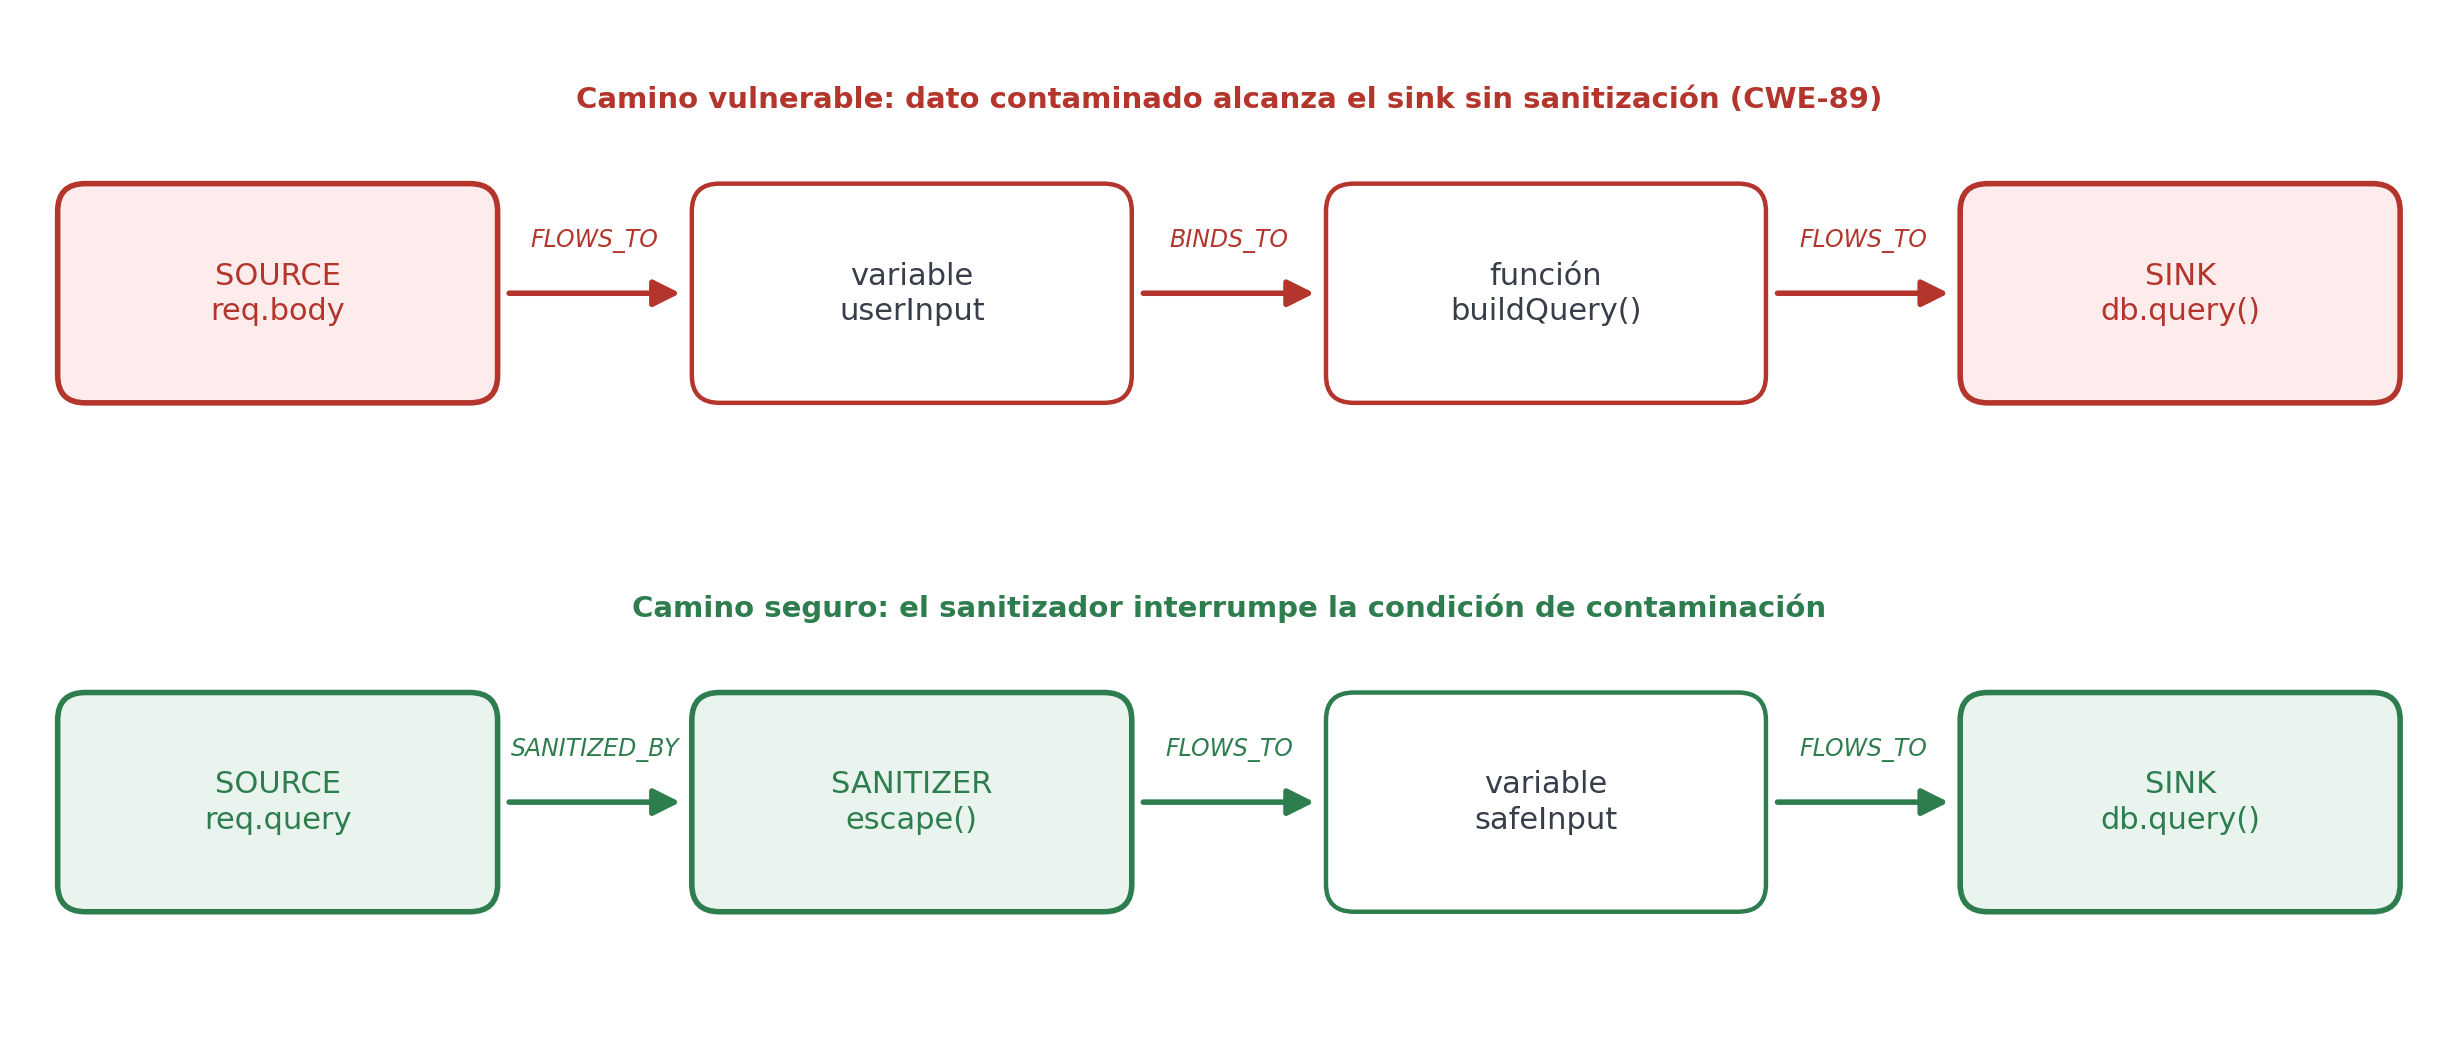 Camino vulnerable: dato contaminado alcanza el sink sin sanitización (CWE-89)
SOURCE
req.body
FLOWS_TO
variable
userInput
BINDS_TO
función
buildQuery()
FLOWS_TO
SINK
db.query()
Camino seguro: el sanitizador interrumpe la condición de contaminación
SOURCE
req.query
SANITIZED_BY
SANITIZER
escape()
FLOWS_TO
variable
safeInput
FLOWS_TO
SINK
db.query()